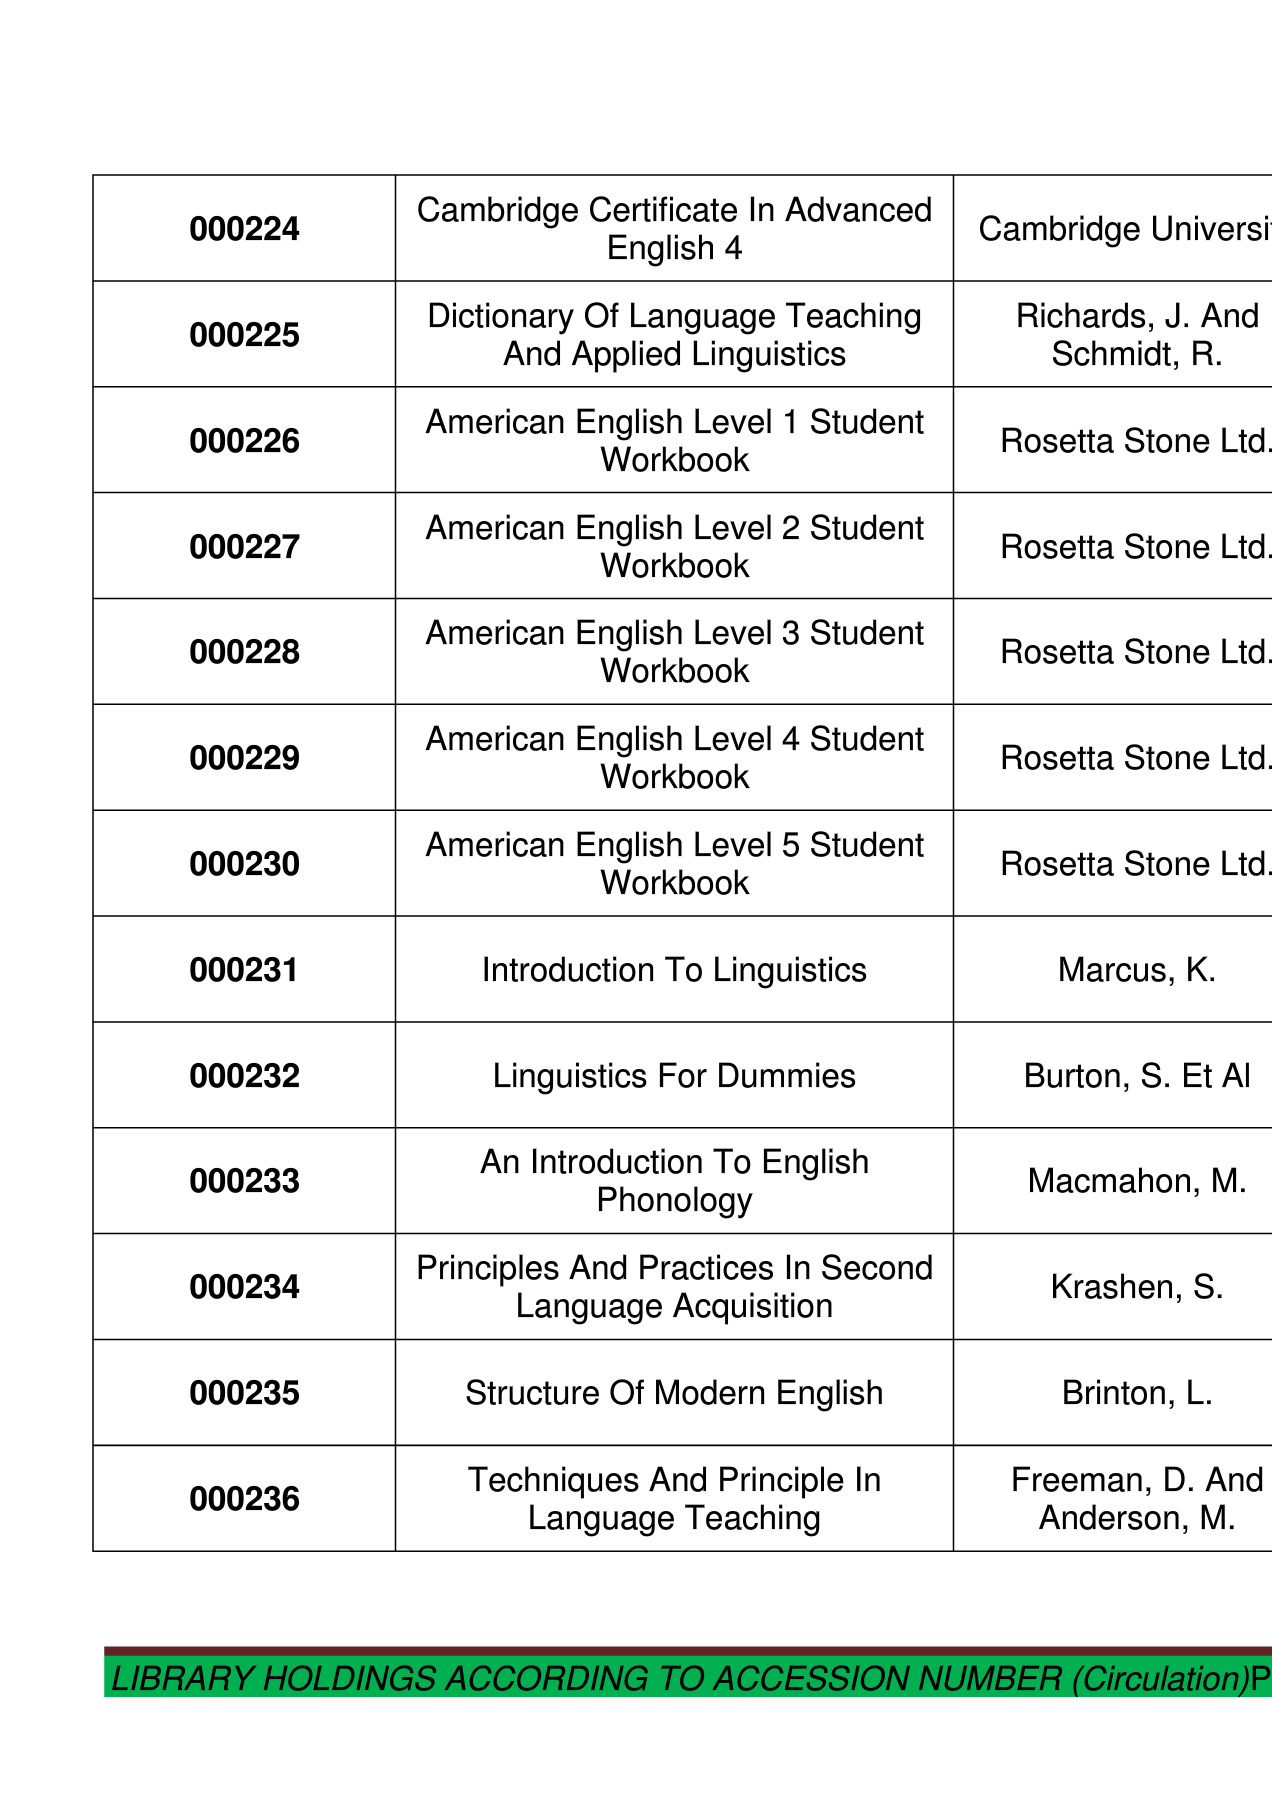 000224
Cambridge Certificate In Advanced
English 4
Cambridge
000225
Dictionary Of Language Teaching
And Applied Linguistics
Richards, J. And
Schmidt, R.
000226
American English Level 1 Student
Workbook
Rosetta Stone Ltd.
000227
American English Level 2 Student
Workbook
Rosetta Stone Ltd.
000228
American English Level 3 Student
Workbook
Rosetta Stone Ltd.
000229
American English Level 4 Student
Workbook
Rosetta Stone Ltd.
000230
American English Level 5 Student
Workbook
Rosetta Stone Ltd.
000231
Introduction To Linguistics
Marcus, K.
000232
Linguistics For Dummies
Burton, S. Et Al
000233
An Introduction To English
Phonology
Macmahon, M.
000234
Principles And Practices In Second
Language Acquisition
Krashen, S.
000235
Structure Of Modern English
Brinton, L.
000236
Techniques And Principle In
Language Teaching
Freeman, D. And
Anderson, M.
LIBRARY HOLDINGS ACCORDING TO ACCESSION NUMBER (Circulation)